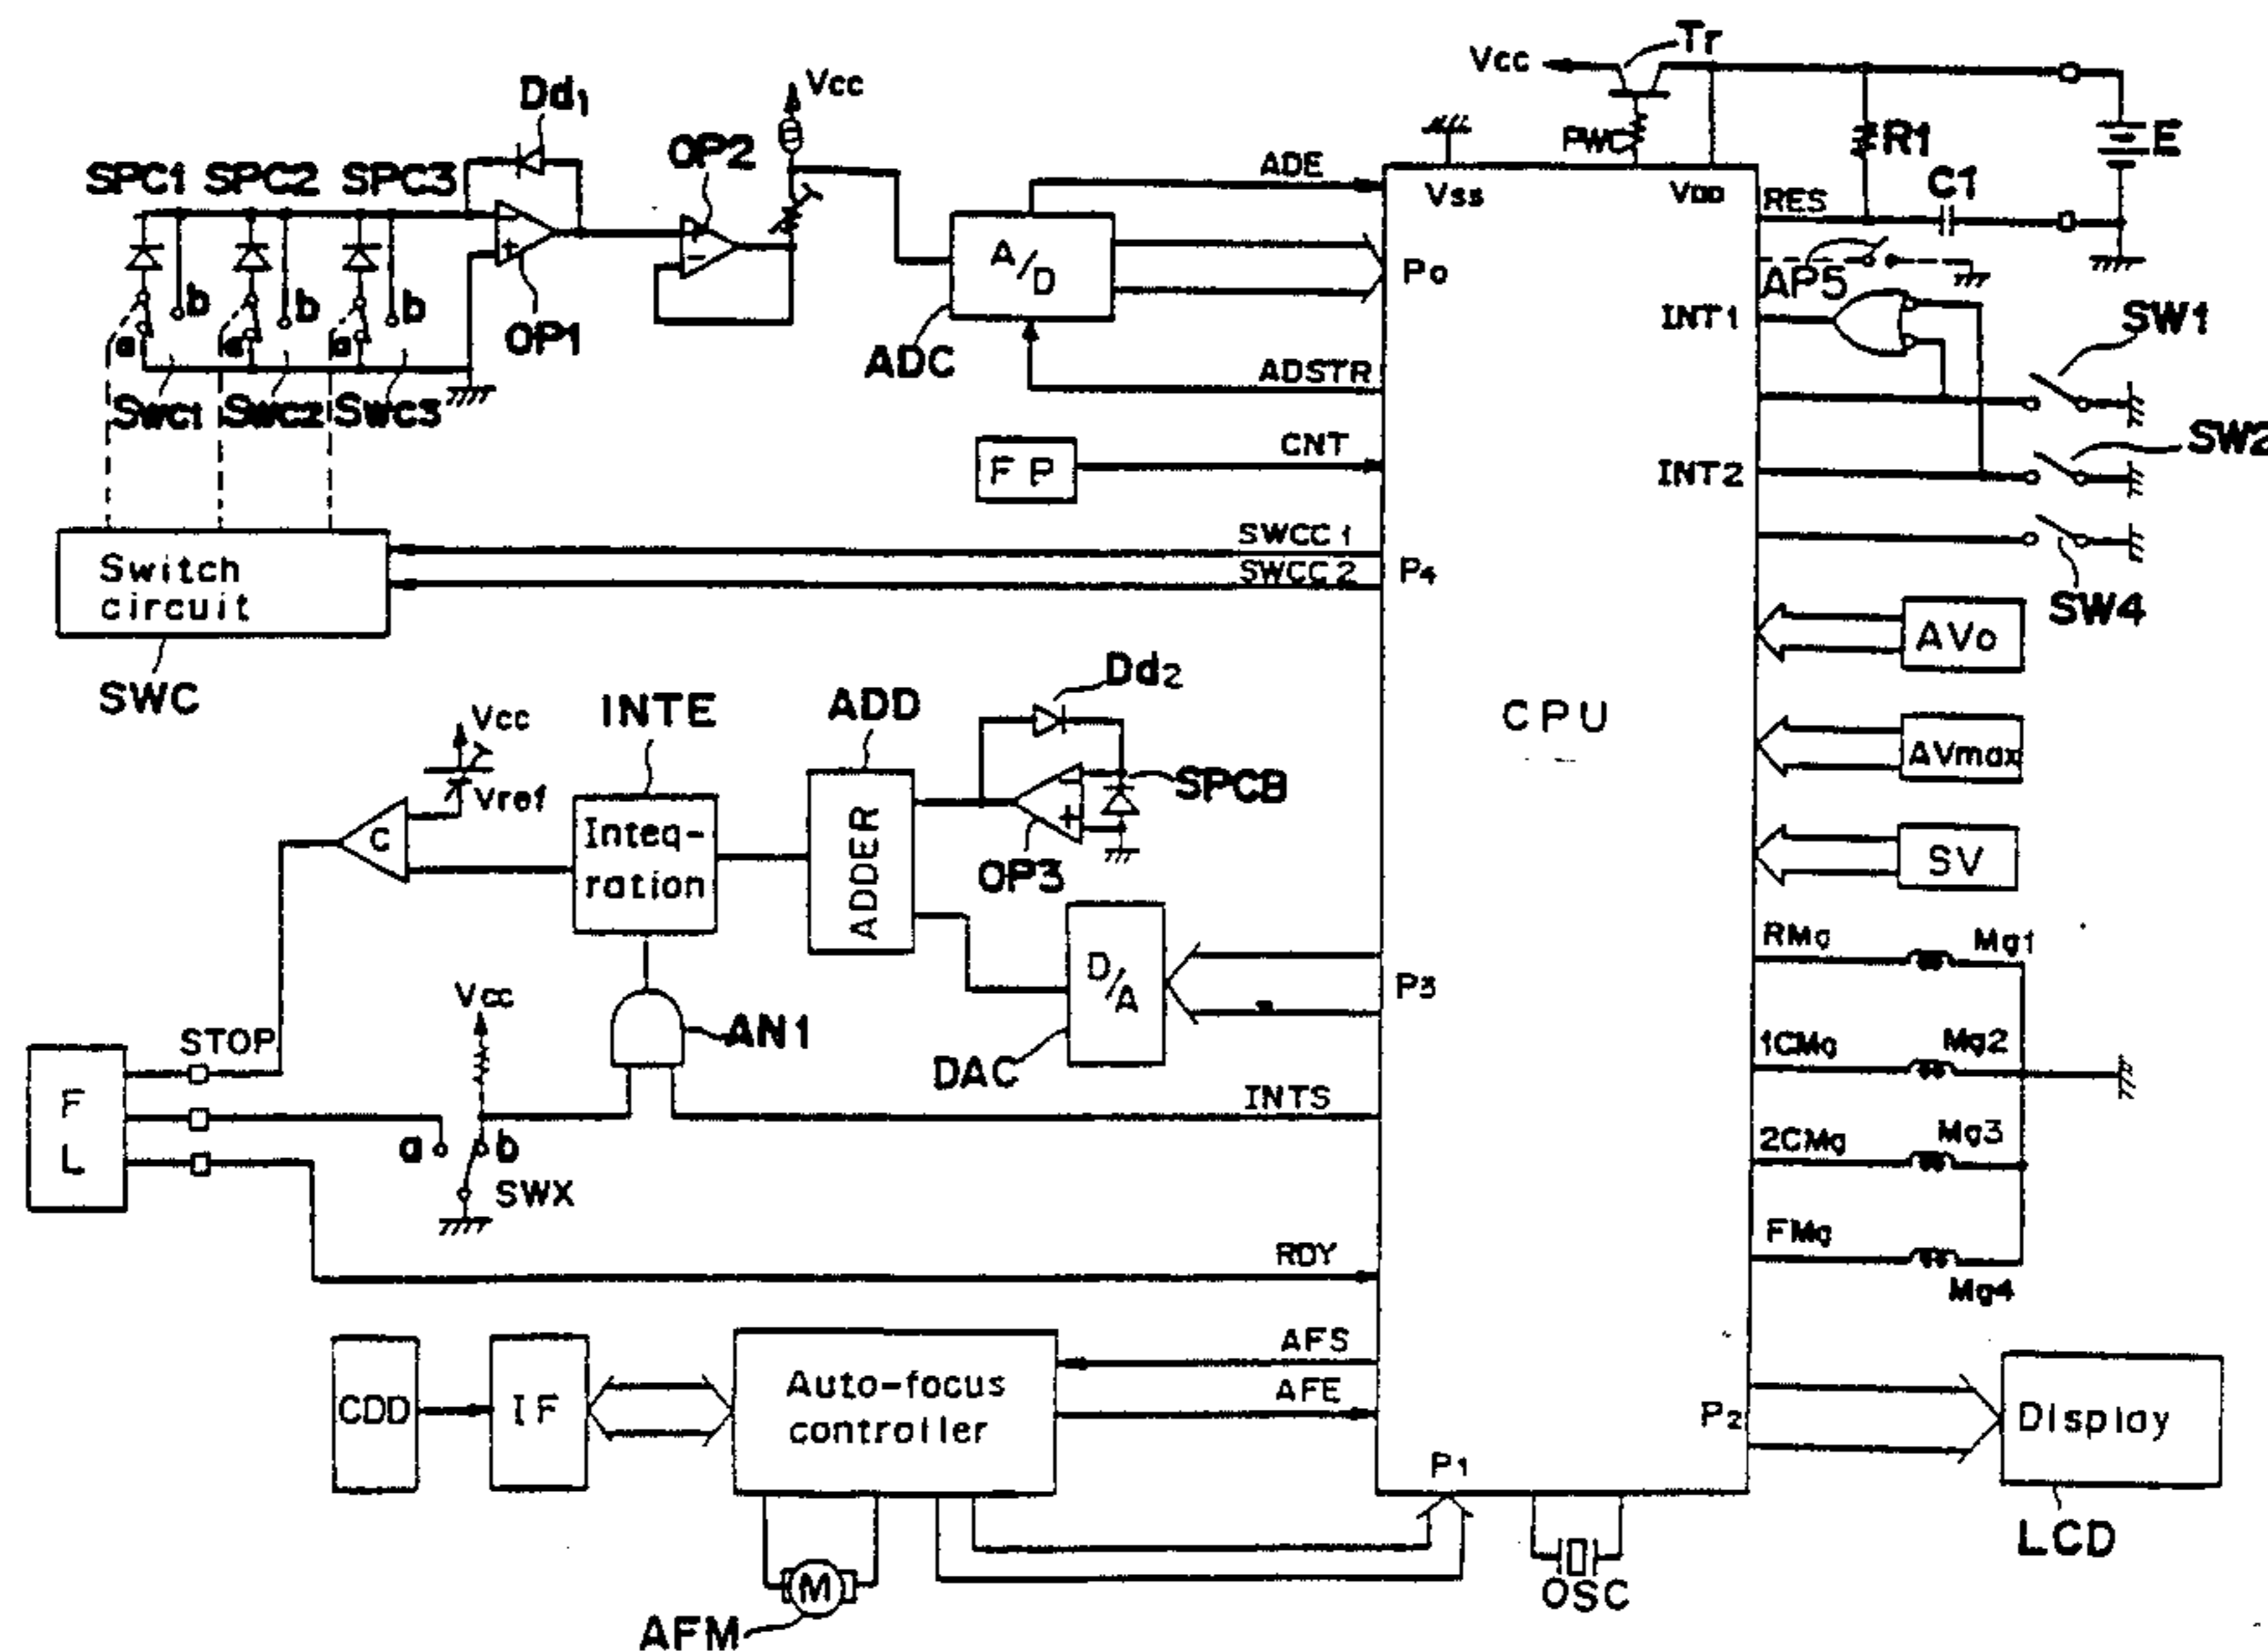 Tr
Vcc
Vcc
Dd1
OP2
SPC1 SPC2 SPC3
PWC
R1
E
ADE
Vss
VDD
RES
C1
A/D
P0
AP5
b
b
b
a
a
a
OP1
INT1
SW1
ADC
ADSTR
SWC1 SWC2 SWC3
SW2
FP
CNT
INT2
SWCC1
SWCC2
P4
Switch
circuit
SW4
AVo
SWC
Vcc
INTE
ADD
Dd2
CPU
AVmax
Vref
SPCB
C
Integ-
ration
ADDER
OP3
SV
D/A
P3
RMg
Mg1
Vcc
STOP
AN1
DAC
1CMg
Mg2
FL
INTS
a
b
2CMg
Mg3
SWX
RDY
FMg
Mg4
AFS
CDD
IF
Auto-focus
controller
AFE
P2
Display
P1
M
OSC
LCD
AFM